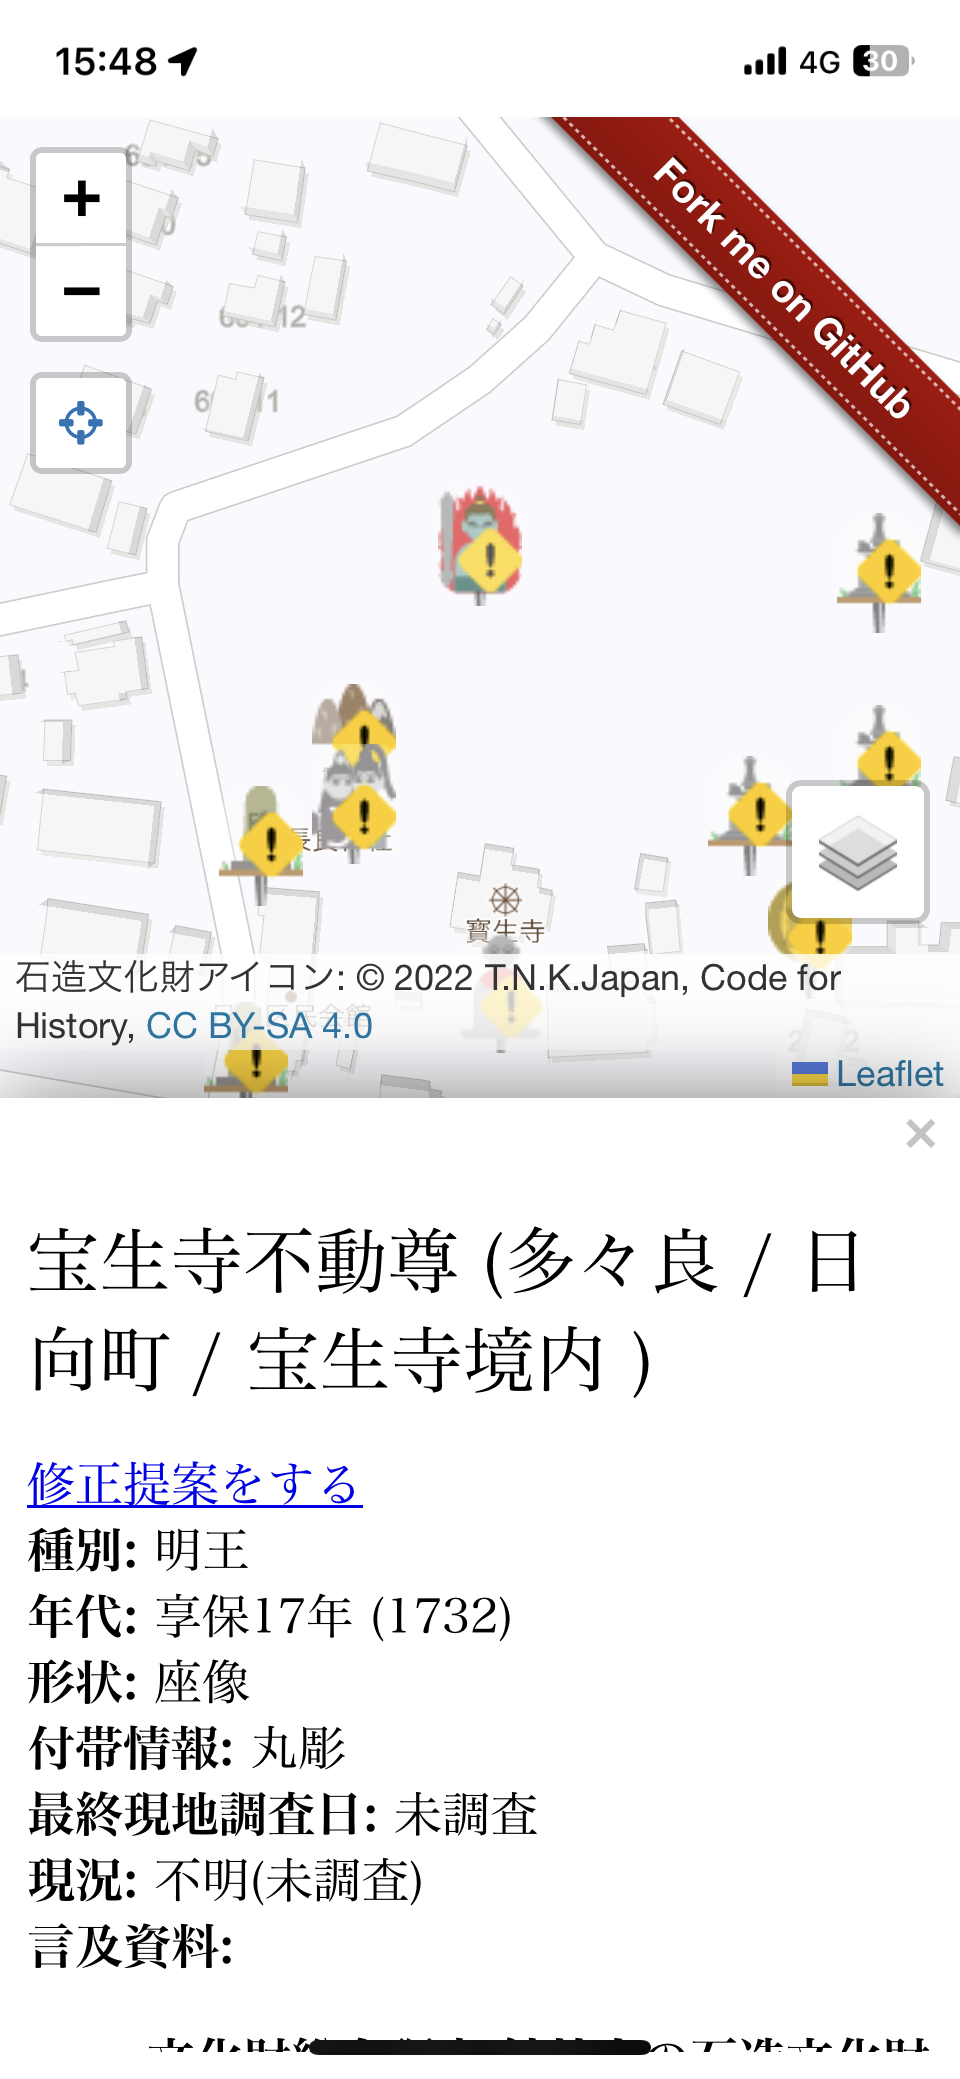 15:48
4G
30
+
−
Fork me on GitHub
寶生寺
石造文化財アイコン: © 2022 T.N.K.Japan, Code for
History, CC BY-SA 4.0
Leaflet
×
宝生寺不動尊 (多々良 / 日
向町 / 宝生寺境内 )
修正提案をする
種別: 明王
年代: 享保17年 (1732)
形状: 座像
付帯情報: 丸彫
最終現地調査日: 未調査
現況: 不明(未調査)
言及資料: